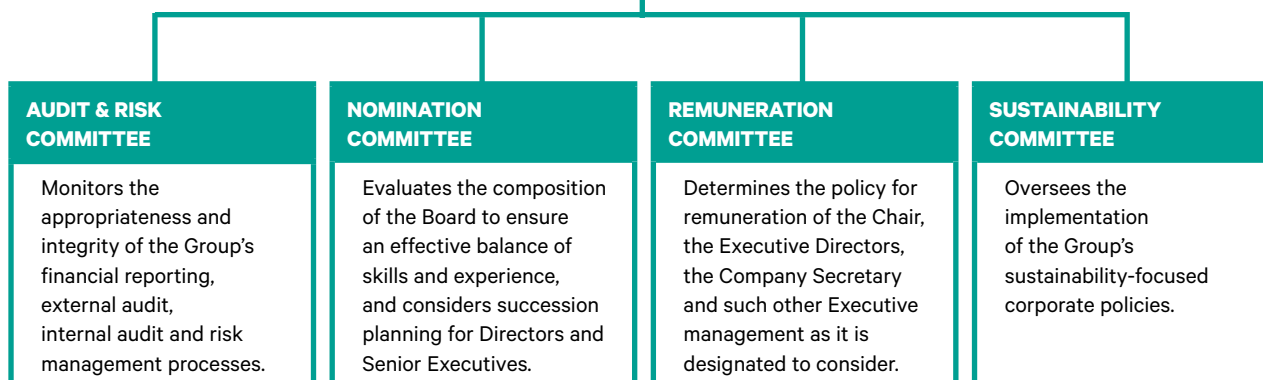 AUDIT & RISK
COMMITTEE
Monitors the
appropriateness and
integrity of the Group's
financial reporting,
external audit,
internal audit and risk
management processes.
NOMINATION
COMMITTEE
Evaluates the composition
of the Board to ensure
an effective balance of
skills and experience,
and considers succession
planning for Directors and
Senior Executives.
REMUNERATION
COMMITTEE
Determines the policy for
remuneration of the Chair,
the Executive Directors,
the Company Secretary
and such other Executive
management as it is
designated to consider.
SUSTAINABILITY
COMMITTEE
Oversees the
implementation
of the Group's
sustainability-focused
corporate policies.